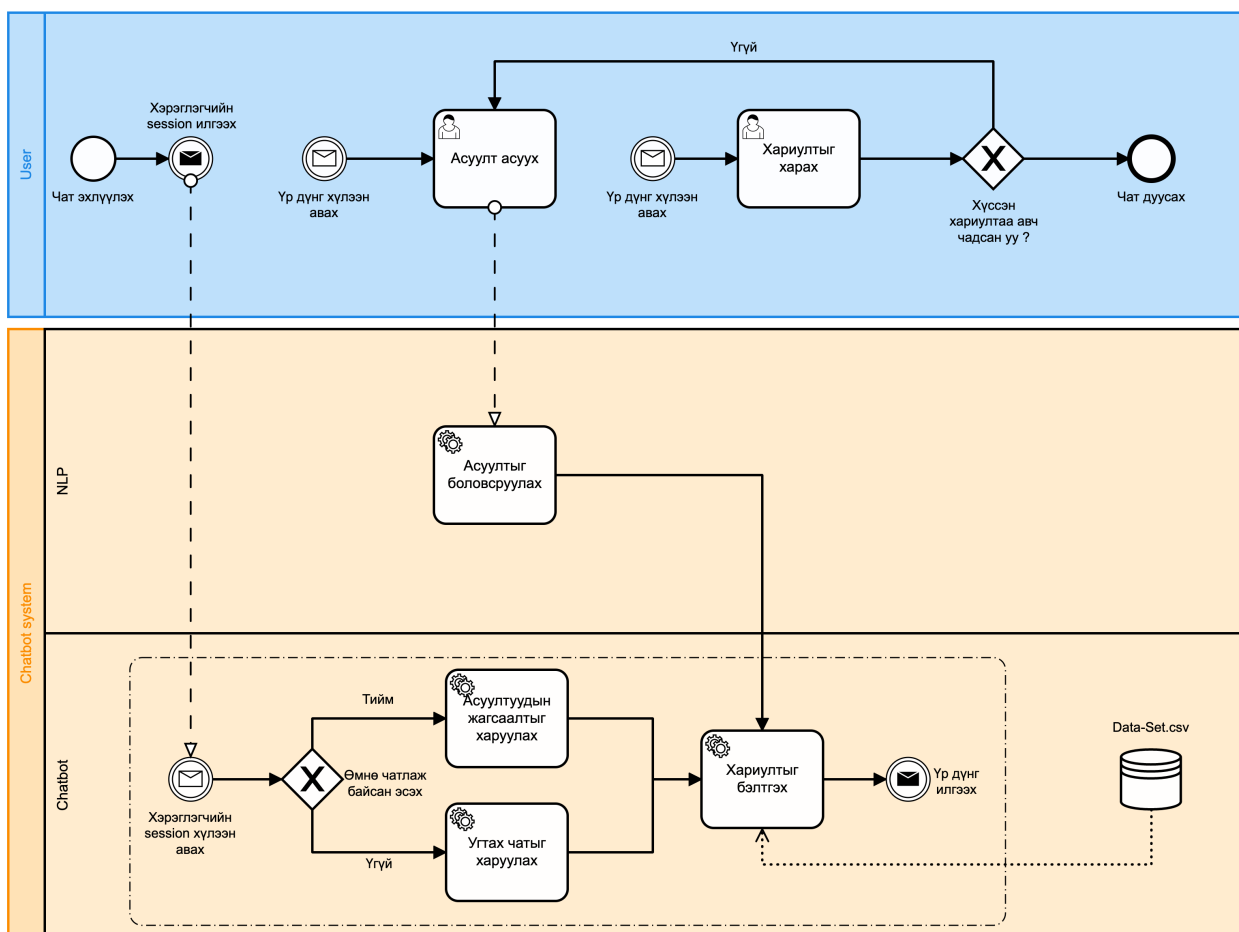 User
Үгүй
Хэрэглэгчийн
session илгээх
Чат эхлүүлэх
Үр дүнг хүлээн
авах
Асуулт асуух
Үр дүнг хүлээн
авах
Хариултыг
харах
Хүссэн
хариултаа авч
чадсан уу ?
Чат дуусах
Chatbot system
NLP
Асуултыг
боловсруулах
Chatbot
Хэрэглэгчийн
session хүлээн
авах
Өмнө чатлаж
байсан эсэх
Тийм
Асуултуудын
жагсаалтыг
харуулах
Үгүй
Угтах чатыг
харуулах
Хариултыг
бэлтгэх
Үр дүнг
илгээх
Data-Set.csv